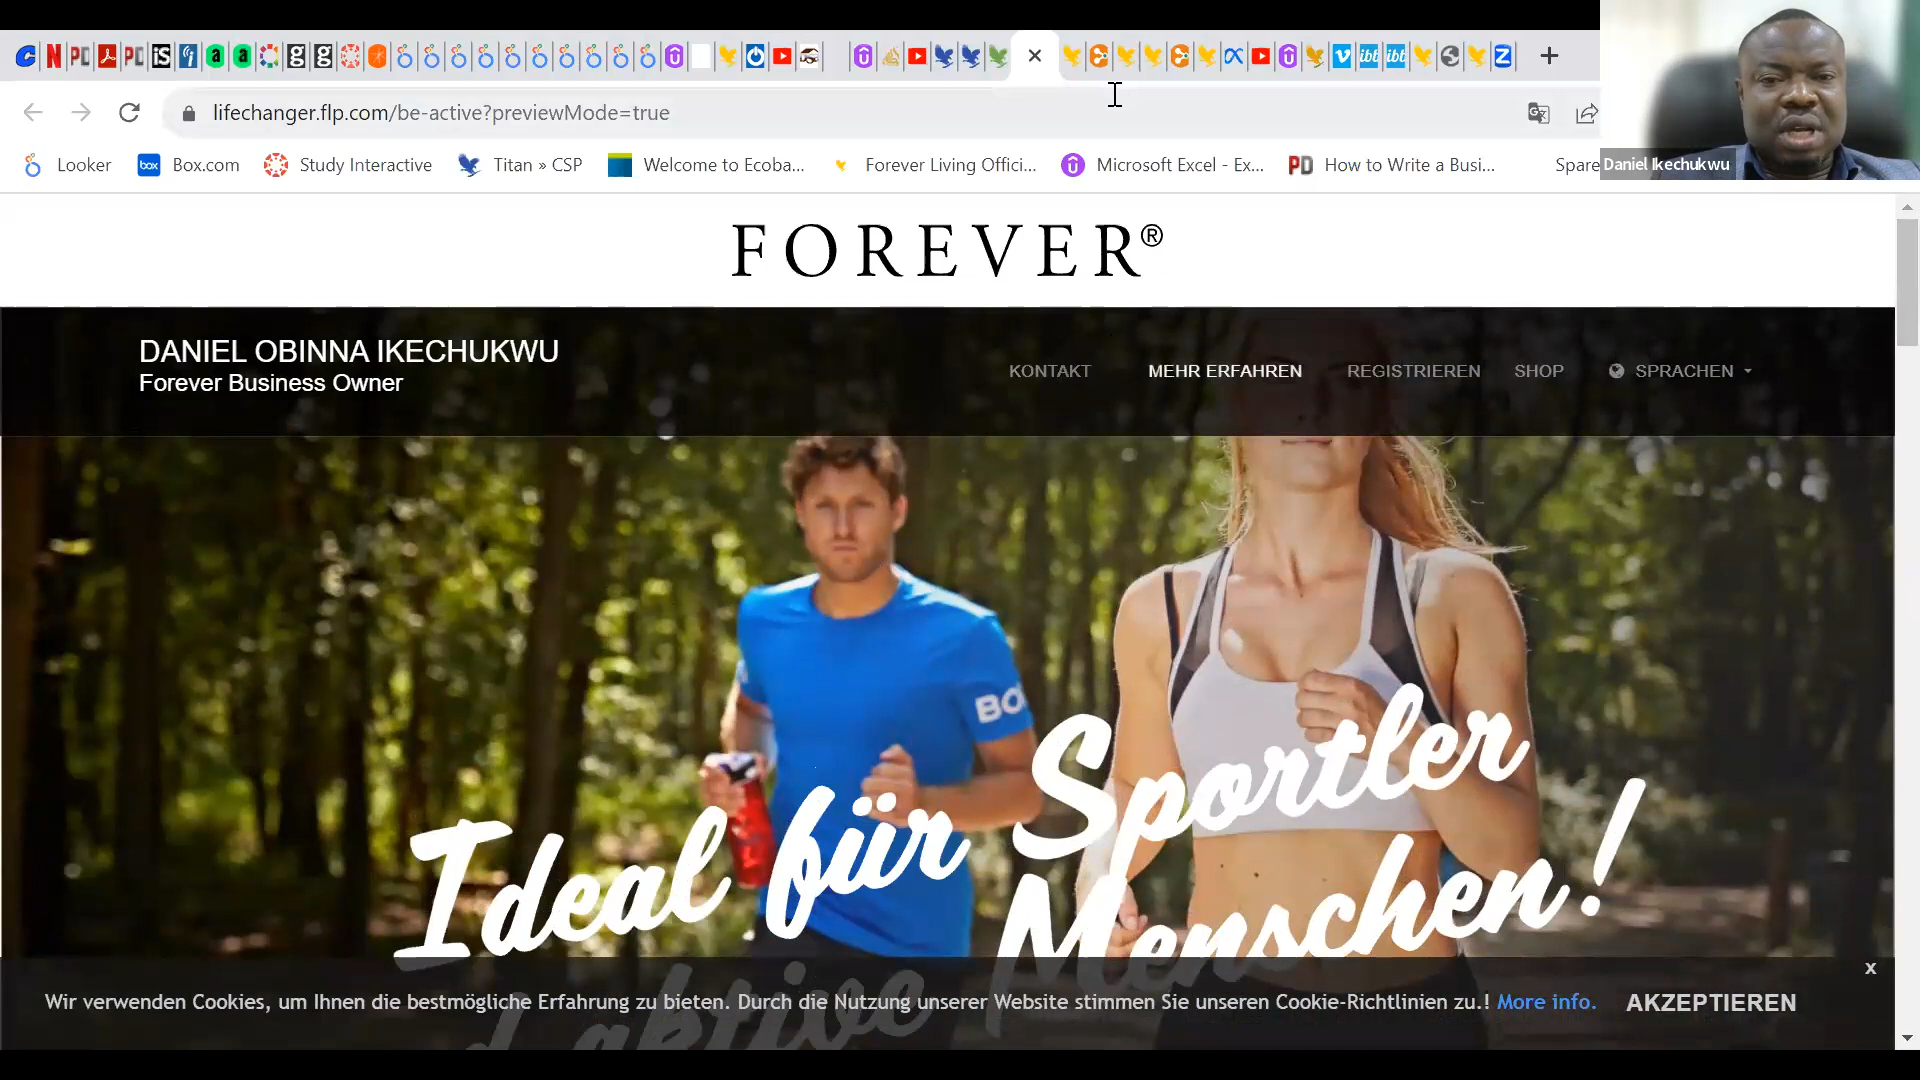 lifechanger.flp.com/be-active?previewMode=true
Looker
Box.com
Study Interactive
Titan » CSP
Welcome to Ecoba...
Forever Living Offici...
Microsoft Excel - Ex...
How to Write a Busi...
Spare
Daniel Ikechukwu
FOREVER®
DANIEL OBINNA IKECHUKWU
Forever Business Owner
KONTAKT
MEHR ERFAHREN
REGISTRIEREN
SHOP
SPRACHEN
BO
Ideal für Sportler
Menschen!
d aktive
Wir verwenden Cookies, um Ihnen die bestmögliche Erfahrung zu bieten. Durch die Nutzung unserer Website stimmen Sie unseren Cookie-Richtlinien zu.! More info.
AKZEPTIEREN
x